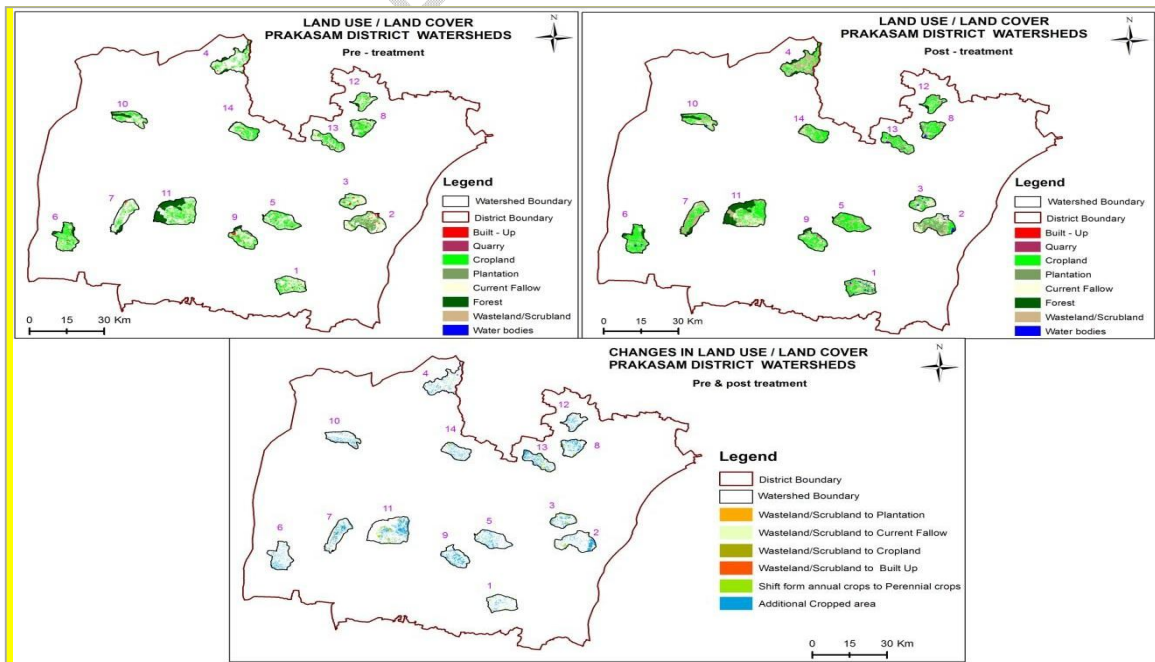 LAND USE / LAND COVER
PRAKASAM DISTRICT WATERSHEDS
Pre - treatment
N
4
12
10
14
8
13
7
11
3
6
5
9
2
1
Legend
Watershed Boundary
District Boundary
Built - Up
Quarry
Cropland
Plantation
Current Fallow
Forest
Wasteland/Scrubland
Water bodies
0 15 30 Km
LAND USE / LAND COVER
PRAKASAM DISTRICT WATERSHEDS
Post - treatment
N
4
12
10
14
8
13
7
11
3
6
5
9
2
1
Legend
Watershed Boundary
District Boundary
Built - Up
Quarry
Cropland
Plantation
Current Fallow
Forest
Wasteland/Scrubland
Water bodies
0 15 30 Km
CHANGES IN LAND USE / LAND COVER
PRAKASAM DISTRICT WATERSHEDS
Pre & post treatment
N
4
12
10
14
8
13
7
11
3
6
5
9
2
1
Legend
District Boundary
Watershed Boundary
Wasteland/Scrubland to Plantation
Wasteland/Scrubland to Current Fallow
Wasteland/Scrubland to Cropland
Wasteland/Scrubland to Built Up
Shift form annual crops to Perennial crops
Additional Cropped area
0 15 30 Km